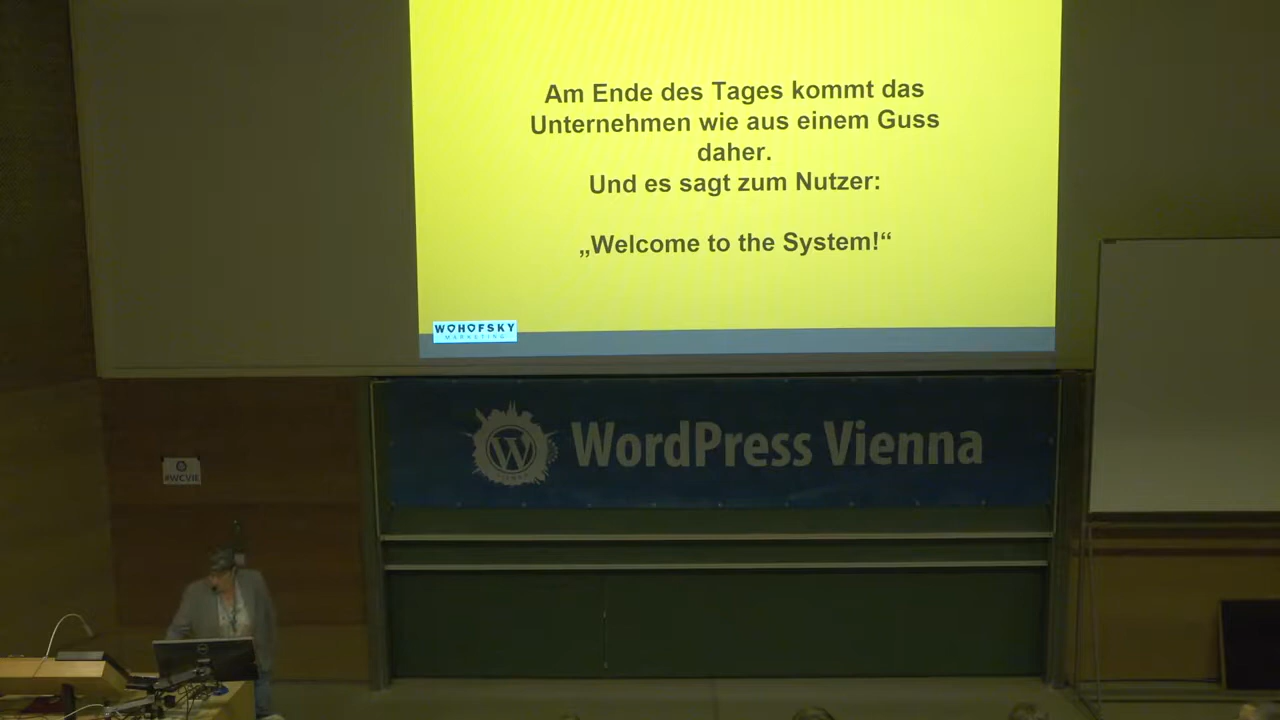 Am Ende des Tages kommt das
Unternehmen wie aus einem Guss
daher.
Und es sagt zum Nutzer:
„Welcome to the System!“
WOHOFSKY
MARKETING
WordPress Vienna
#WCVIE